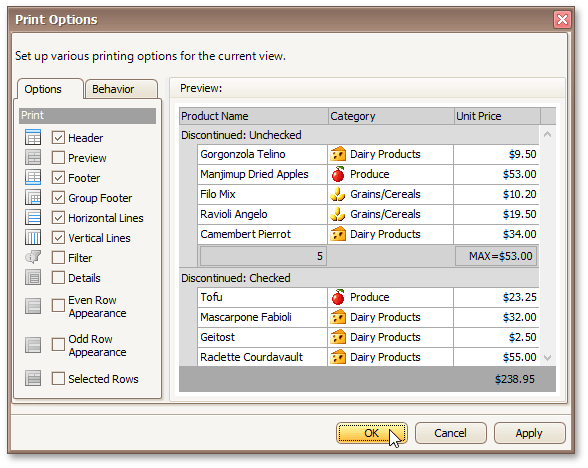 Print Options
Set up various printing options for the current view.
Options Behavior
Print
Header
Preview
Footer
Group Footer
Horizontal Lines
Vertical Lines
Filter
Details
Even Row
Appearance
Odd Row
Appearance
Selected Rows
Preview:
Product Name Category Unit Price
Discontinued: Unchecked
Gorgonzola Telino Dairy Products $9.50
Manjimup Dried Apples Produce $53.00
Filo Mix Grains/Cereals $10.20
Ravioli Angelo Grains/Cereals $19.50
Camembert Pierrot Dairy Products $34.00
5 MAX=$53.00
Discontinued: Checked
Tofu Produce $23.25
Mascarpone Fabioli Dairy Products $32.00
Geitost Dairy Products $2.50
Raclette Courdavault Dairy Products $55.00
$238.95
OK Cancel Apply